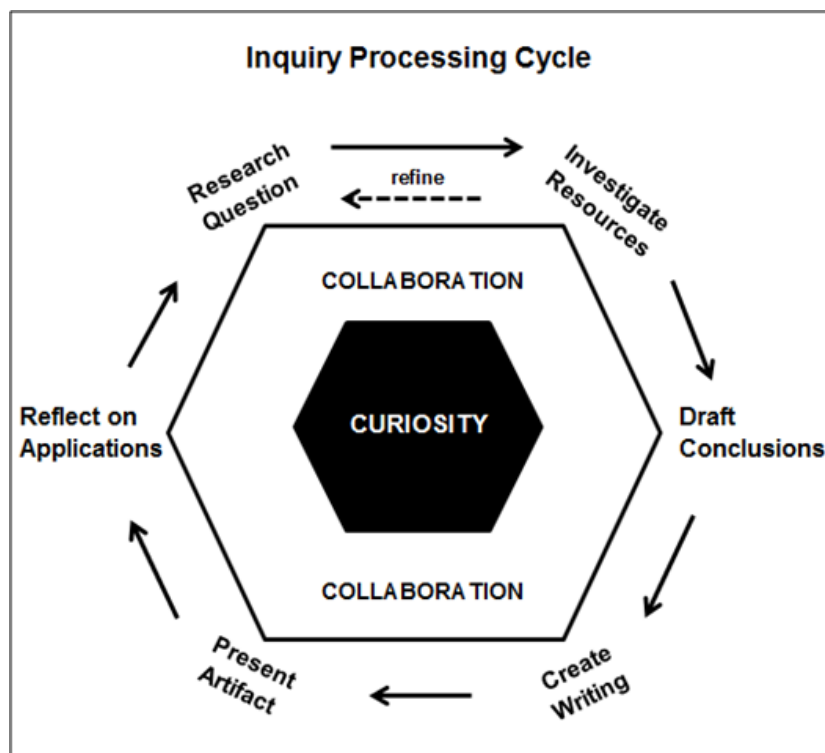 Inquiry Processing Cycle
Research
Question
refine
Investigate
Resources
COLLABORATION
Reflect on
Applications
CURIOSITY
Draft
Conclusions
COLLABORATION
Present
Artifact
Create
Writing